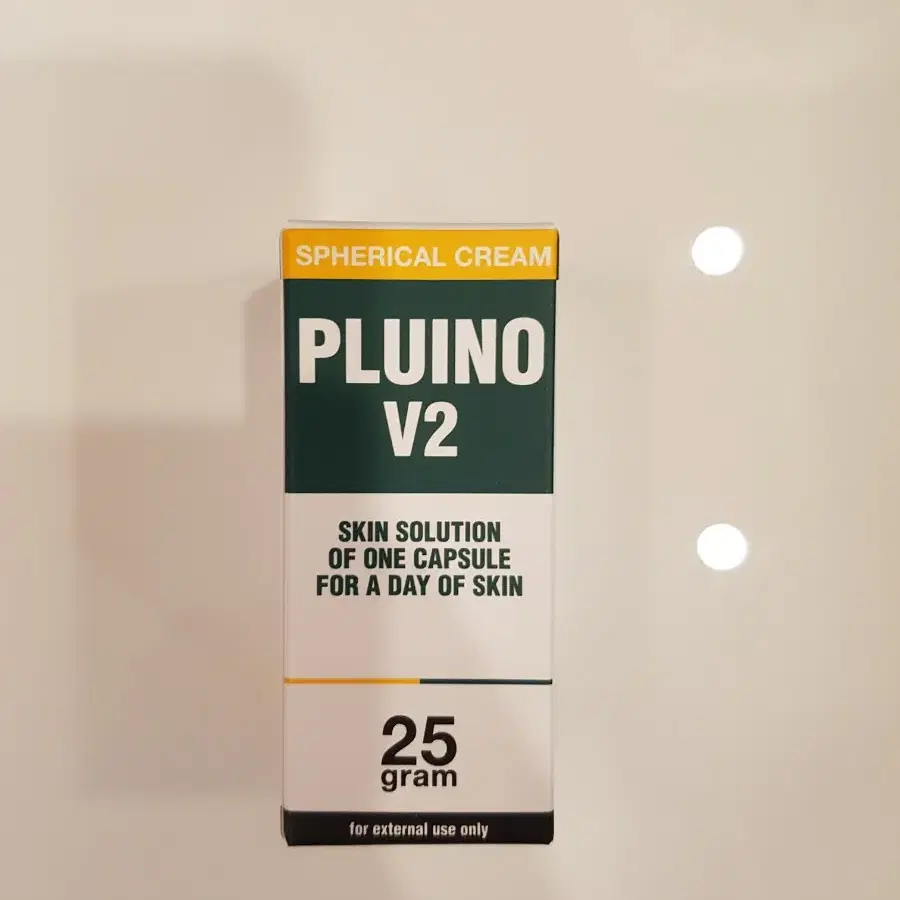 SPHERICAL CREAM
PLUINO
V2
SKIN SOLUTION
OF ONE CAPSULE
FOR A DAY OF SKIN
25
gram
for external use only